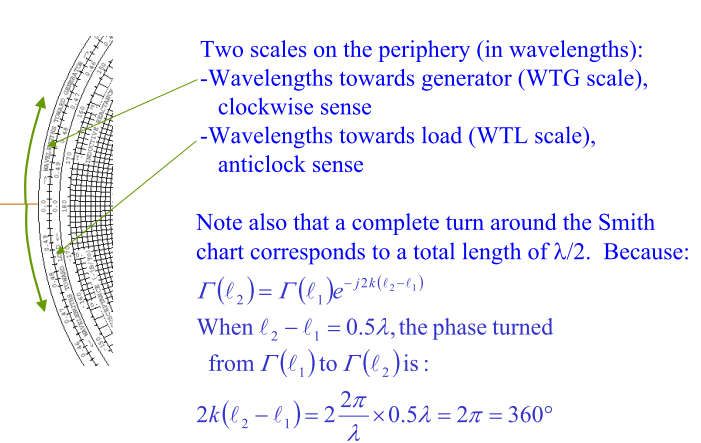 Two scales on the periphery (in wavelengths):
-Wavelengths towards generator (WTG scale),
clockwise sense
-Wavelengths towards load (WTL scale),
anticlock sense
Note also that a complete turn around the Smith
chart corresponds to a total length of λ/2. Because:
Γ(ℓ₂) = Γ(ℓ₁)e^{-j2k(ℓ₂-ℓ₁)}
When ℓ₂ − ℓ₁ = 0.5λ, the phase turned
from Γ(ℓ₁) to Γ(ℓ₂) is :
2k(ℓ₂ − ℓ₁) = 2 2π/λ × 0.5λ = 2π = 360°